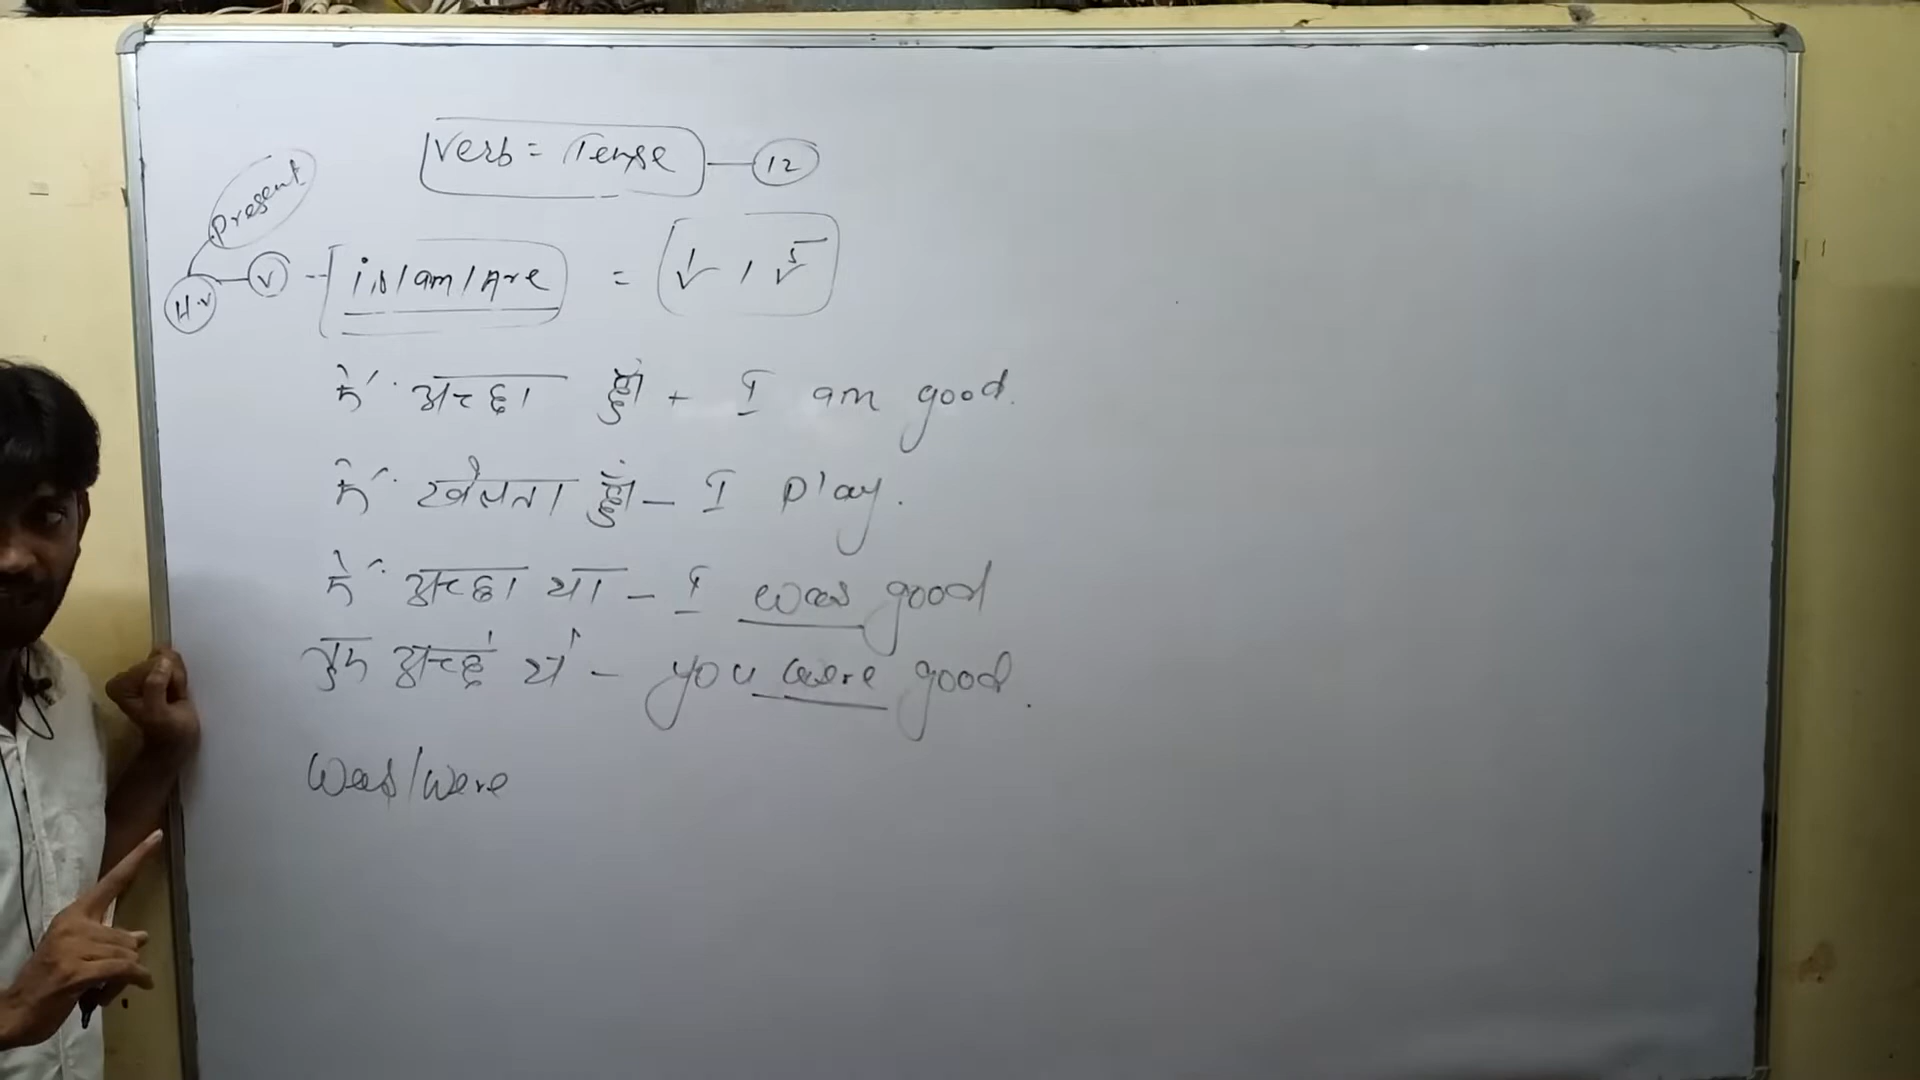 Verb = Tense — 12
Present
H.v — V - is/am/Are = V1 / V5
में अच्छा हुँ - I am good.
में खेलता हुँ - I play.
में अच्छा था - I was good
तुम अच्छे थे - you were good.
Was/Were